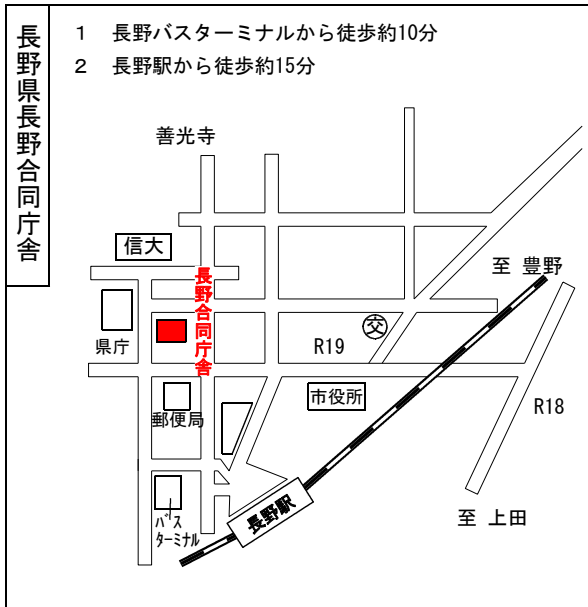 長野県長野合同庁舎
1 長野バスターミナルから徒歩約10分
2 長野駅から徒歩約15分
善光寺
信大
至 豊野
長野合同庁舎
県庁
交
R19
郵便局
市役所
R18
バス
ターミナル
長野駅
至 上田